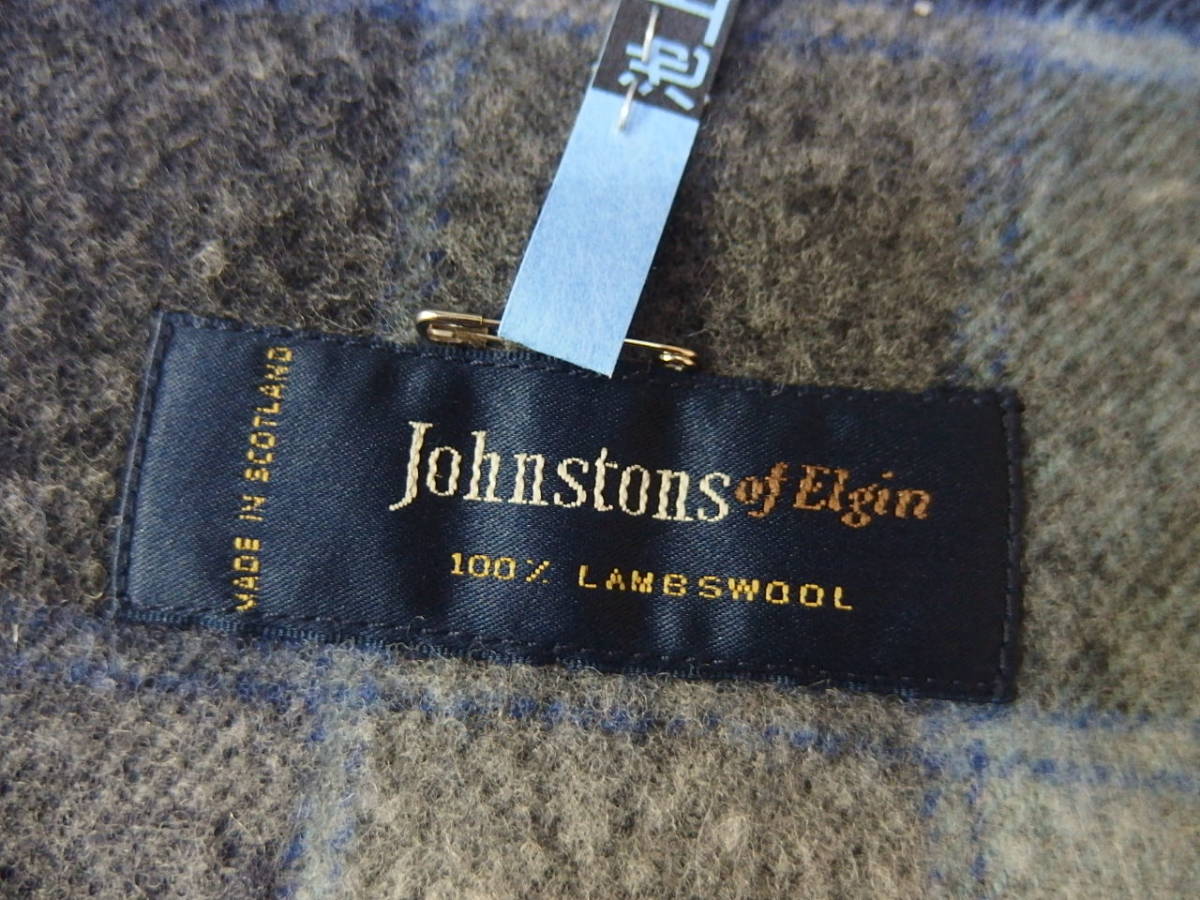 Johnstons of Elgin
100% LAMBSWOOL
MADE IN SCOTLAND